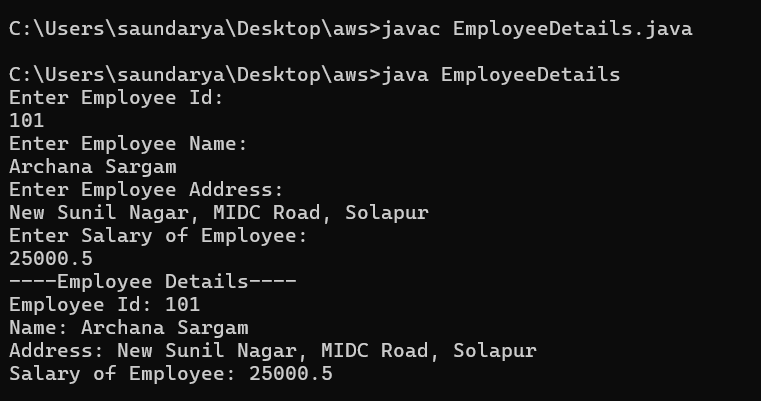 C:\Users\saundarya\Desktop\aws>javac EmployeeDetails.java
C:\Users\saundarya\Desktop\aws>java EmployeeDetails
Enter Employee Id:
101
Enter Employee Name:
Archana Sargam
Enter Employee Address:
New Sunil Nagar, MIDC Road, Solapur
Enter Salary of Employee:
25000.5
----Employee Details----
Employee Id: 101
Name: Archana Sargam
Address: New Sunil Nagar, MIDC Road, Solapur
Salary of Employee: 25000.5